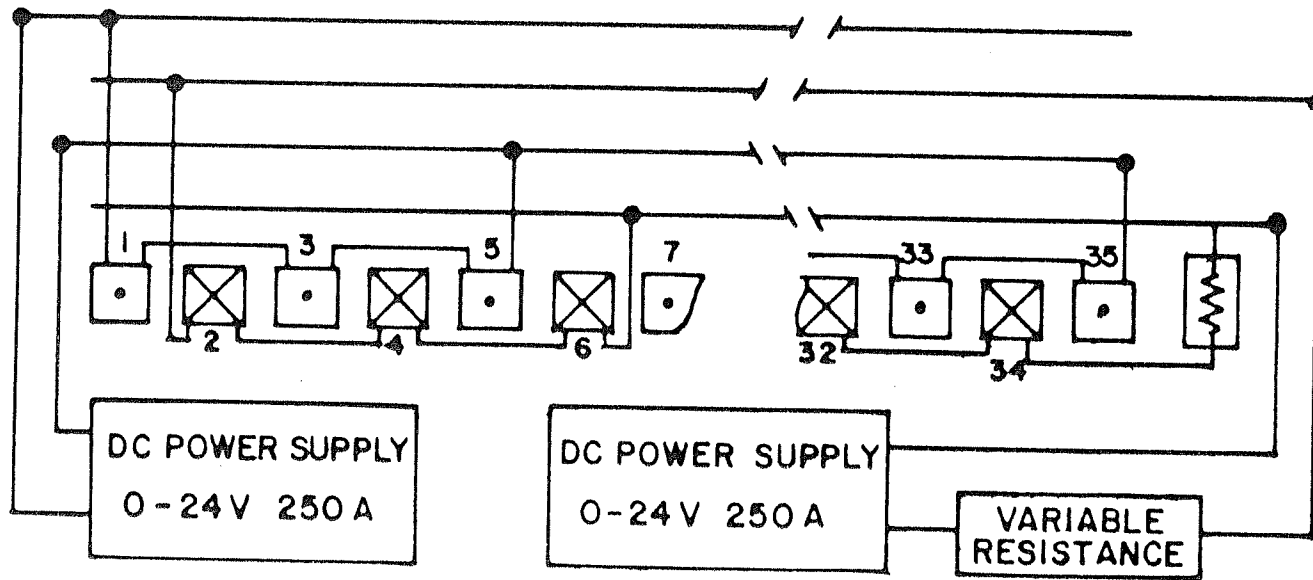 1
3
5
7
33
35
2
4
6
32
34
DC POWER SUPPLY
0-24V 250A
DC POWER SUPPLY
0-24V 250A
VARIABLE
RESISTANCE